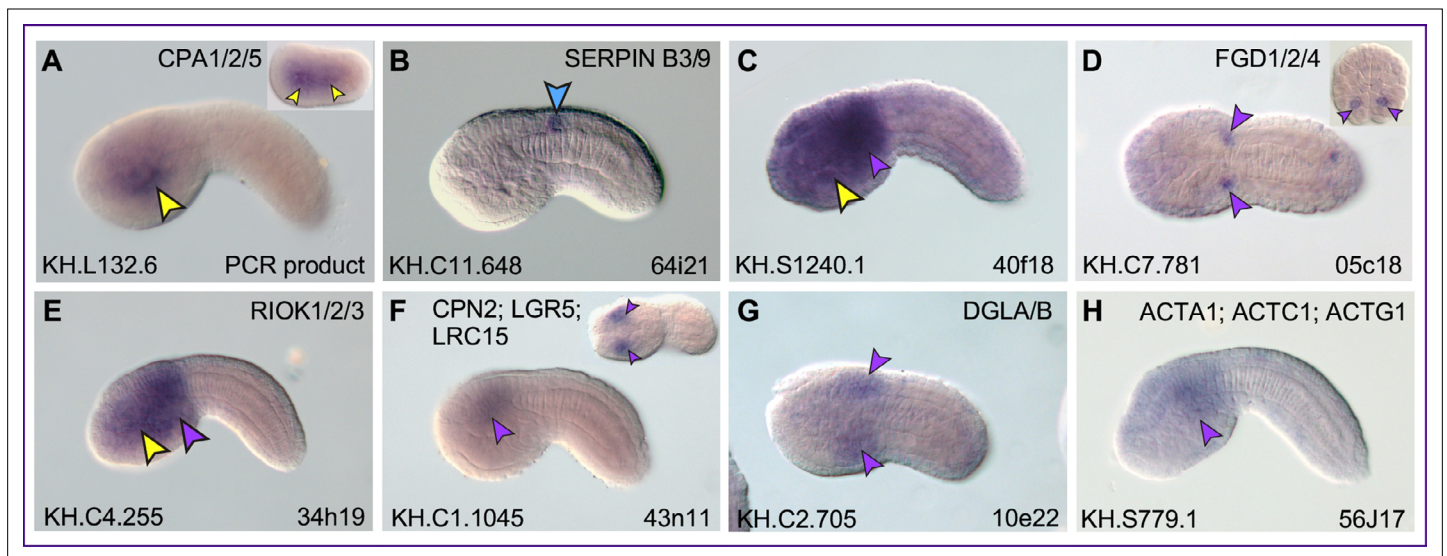 A CPA1/2/5
KH.L132.6 PCR product
B SERPIN B3/9
KH.C11.648 64i21
C
KH.S1240.1 40f18
D FGD1/2/4
KH.C7.781 05c18
E RIOK1/2/3
KH.C4.255 34h19
F CPN2; LGR5;
LRC15
KH.C1.1045 43n11
G DGLA/B
KH.C2.705 10e22
H ACTA1; ACTC1; ACTG1
KH.S779.1 56J17